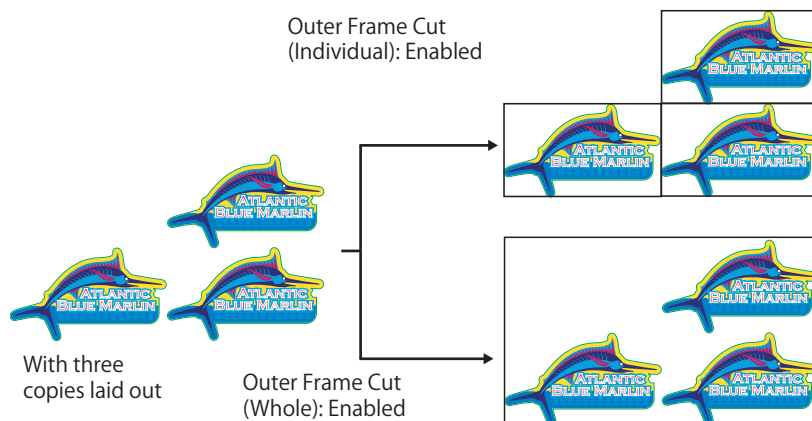 Outer Frame Cut
(Individual): Enabled
ATLANTIC
BLUE MARLIN
ATLANTIC
BLUE MARLIN
ATLANTIC
BLUE MARLIN
ATLANTIC
BLUE MARLIN
ATLANTIC
BLUE MARLIN
ATLANTIC
BLUE MARLIN
With three
copies laid out
Outer Frame Cut
(Whole): Enabled
ATLANTIC
BLUE MARLIN
ATLANTIC
BLUE MARLIN
ATLANTIC
BLUE MARLIN